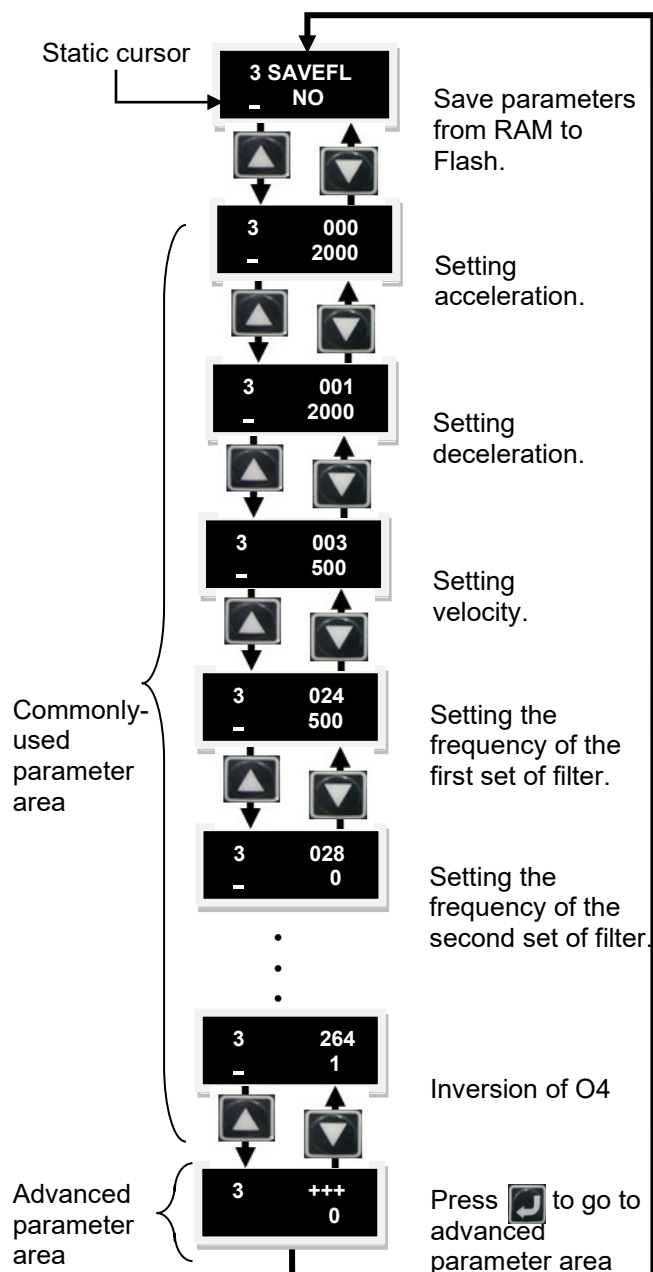 Static cursor
3 SAVEFL
_ NO
Save parameters
from RAM to
Flash.
3 000
_ 2000
Setting
acceleration.
3 001
_ 2000
Setting
deceleration.
3 003
_ 500
Setting
velocity.
3 024
_ 500
Setting the
frequency of the
first set of filter.
Commonly-
used
parameter
area
3 028
_ 0
Setting the
frequency of the
second set of filter.
3 264
_ 1
Inversion of O4
Advanced
parameter
area
3 +++
0
Press to go to
advanced
parameter area